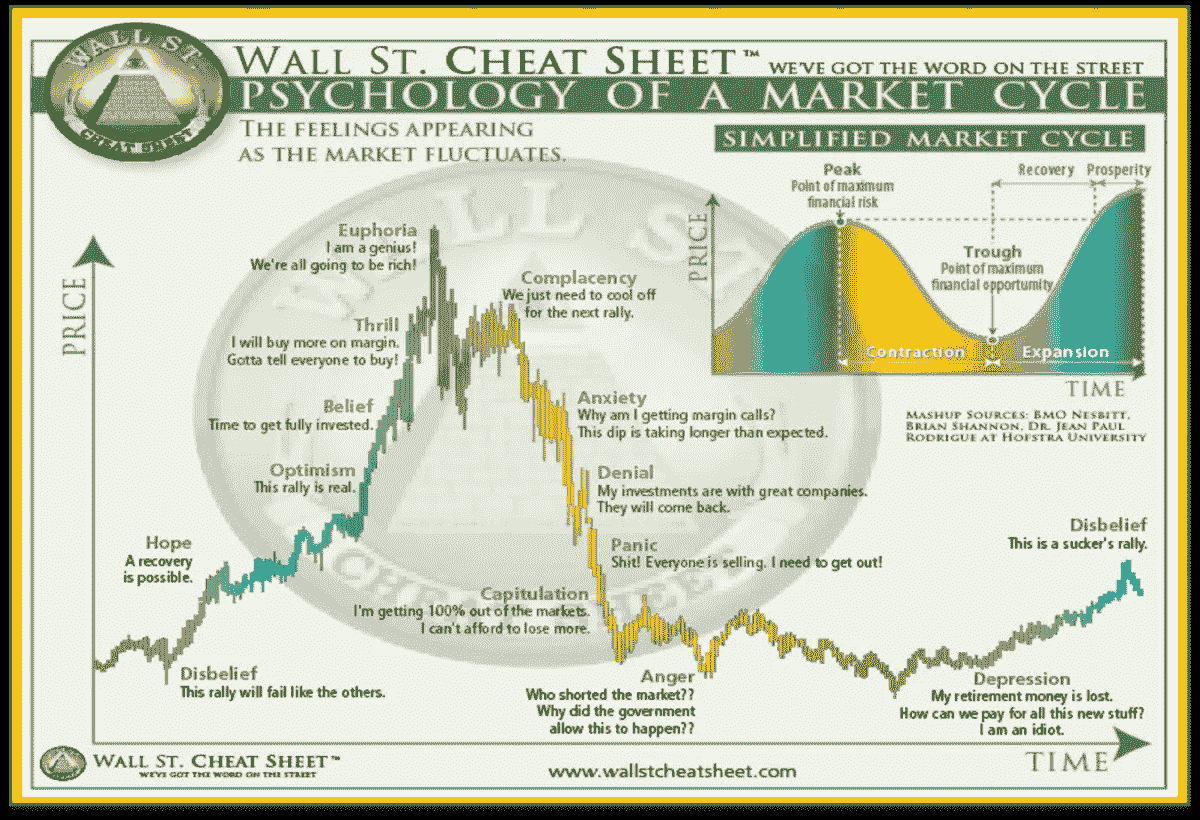 WALL ST
CHEAT SHEET
WALL ST. CHEAT SHEET™ WE'VE GOT THE WORD ON THE STREET
PSYCHOLOGY OF A MARKET CYCLE
THE FEELINGS APPEARING
AS THE MARKET FLUCTUATES.
SIMPLIFIED MARKET CYCLE
Peak
Point of maximum
financial risk
Recovery Prosperity
Trough
Point of maximum
financial opportunity
PRICE
Contraction
Expansion
TIME
MASHUP SOURCES: BMO NESBITT,
BRIAN SHANNON, DR. JEAN PAUL
RODRIGUE AT HOFSTRA UNIVERSITY
WALL ST
CHEAT SHEET
PRICE
Euphoria
I am a genius!
We're all going to be rich!
Complacency
We just need to cool off
for the next rally.
Thrill
I will buy more on margin.
Gotta tell everyone to buy!
Belief
Time to get fully invested.
Anxiety
Why am I getting margin calls?
This dip is taking longer than expected.
Optimism
This rally is real.
Denial
My investments are with great companies.
They will come back.
Hope
A recovery
is possible.
Panic
Shit! Everyone is selling. I need to get out!
Disbelief
This is a sucker's rally.
Capitulation
I'm getting 100% out of the markets.
I can't afford to lose more.
Disbelief
This rally will fail like the others.
Anger
Who shorted the market??
Why did the government
allow this to happen??
Depression
My retirement money is lost.
How can we pay for all this new stuff?
I am an idiot.
TIME
WALL ST. CHEAT SHEET™
WE'VE GOT THE WORD ON THE STREET
www.wallstcheatsheet.com